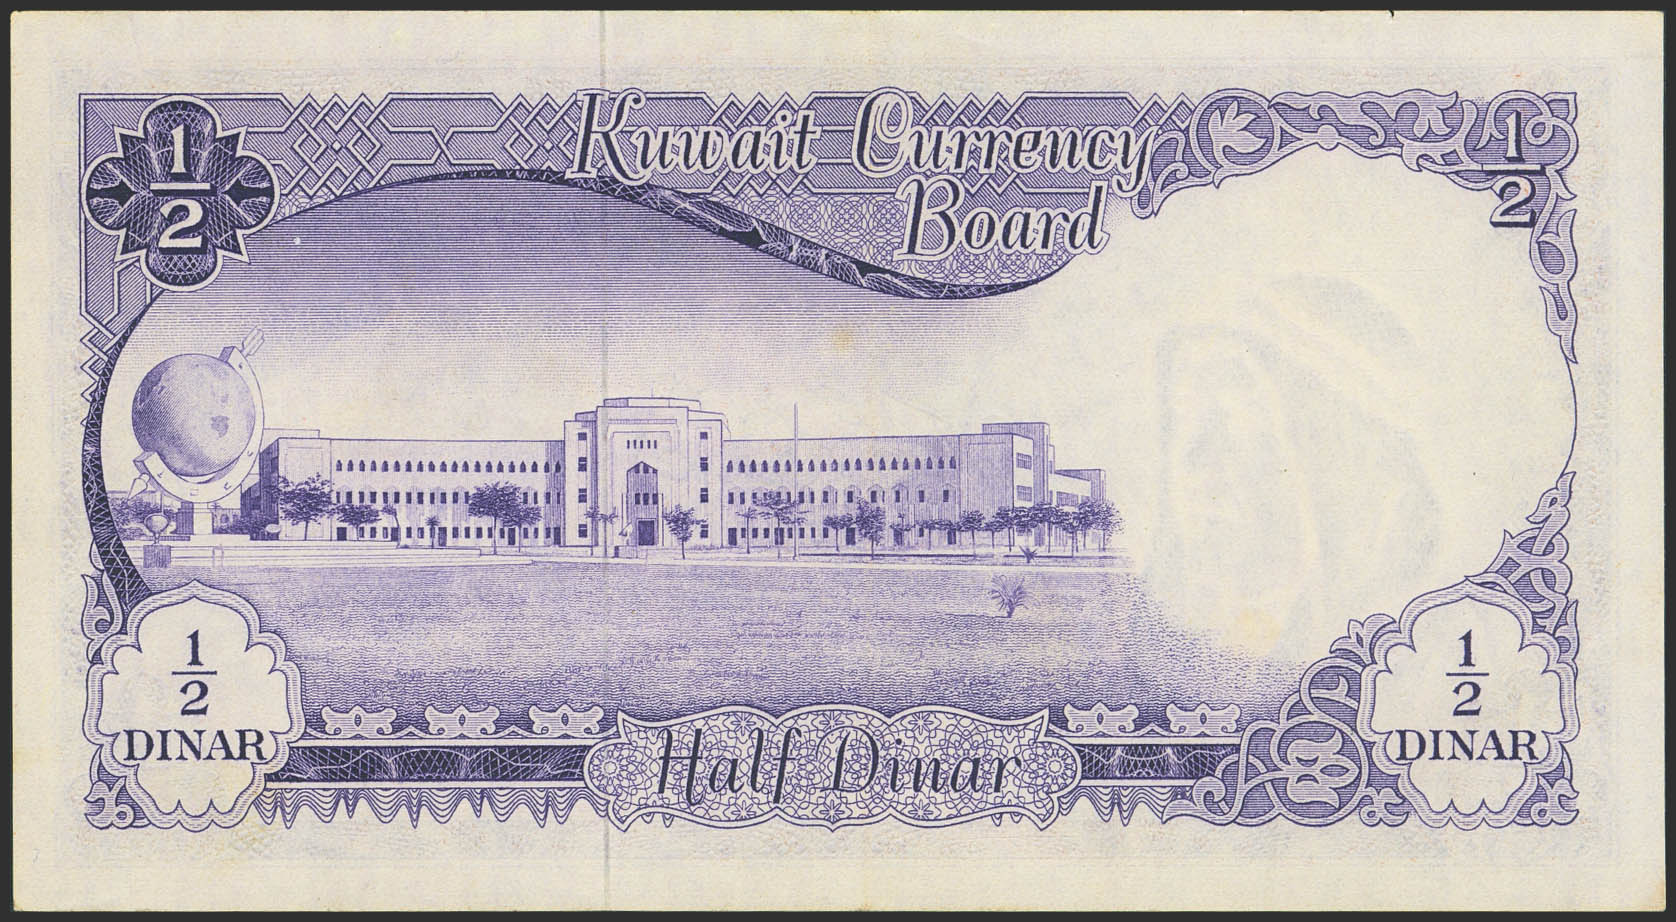 1/2
Kuwait Currency
Board
1/2
1/2
DINAR
Half Dinar
1/2
DINAR